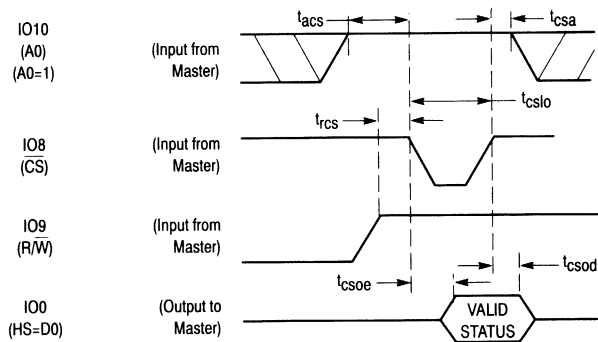 tacs
tcsa
IO10
(A0)
(A0=1)
(Input from
Master)
tcslo
trcs
IO8
(CS)
(Input from
Master)
IO9
(R/W)
(Input from
Master)
tcsoe
tcsod
IO0
(HS=D0)
(Output to
Master)
VALID
STATUS